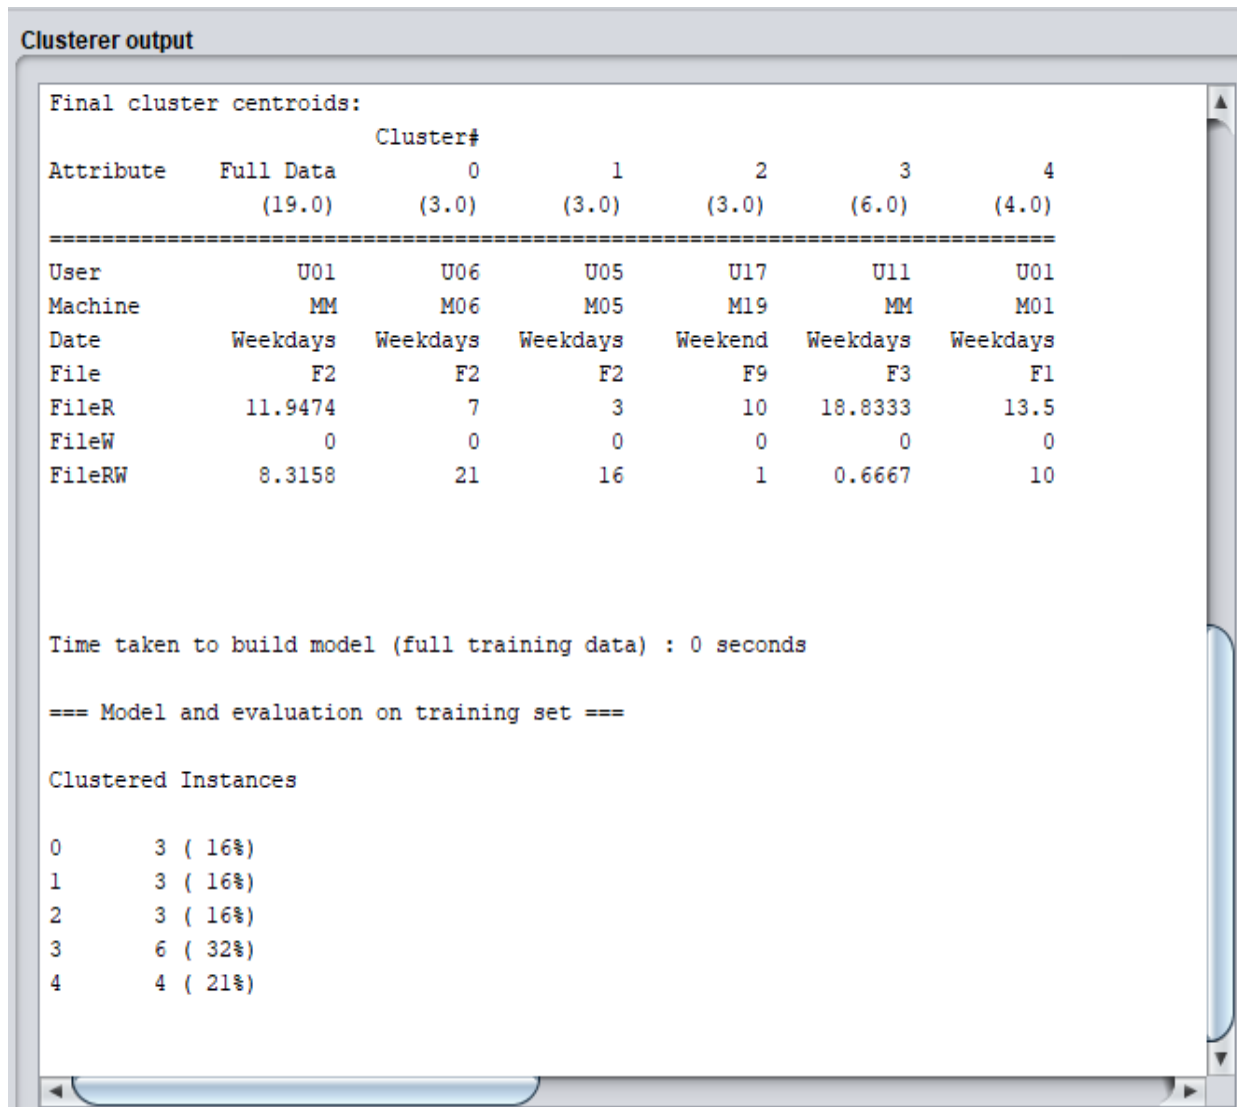 Clusterer output
Final cluster centroids:
Cluster#
Attribute Full Data 0 1 2 3 4
(19.0) (3.0) (3.0) (3.0) (6.0) (4.0)
==============================================================================
User U01 U06 U05 U17 U11 U01
Machine MM M06 M05 M19 MM M01
Date Weekdays Weekdays Weekdays Weekend Weekdays Weekdays
File F2 F2 F2 F9 F3 F1
FileR 11.9474 7 3 10 18.8333 13.5
FileW 0 0 0 0 0 0
FileRW 8.3158 21 16 1 0.6667 10
Time taken to build model (full training data) : 0 seconds
=== Model and evaluation on training set ===
Clustered Instances
0 3 ( 16%)
1 3 ( 16%)
2 3 ( 16%)
3 6 ( 32%)
4 4 ( 21%)